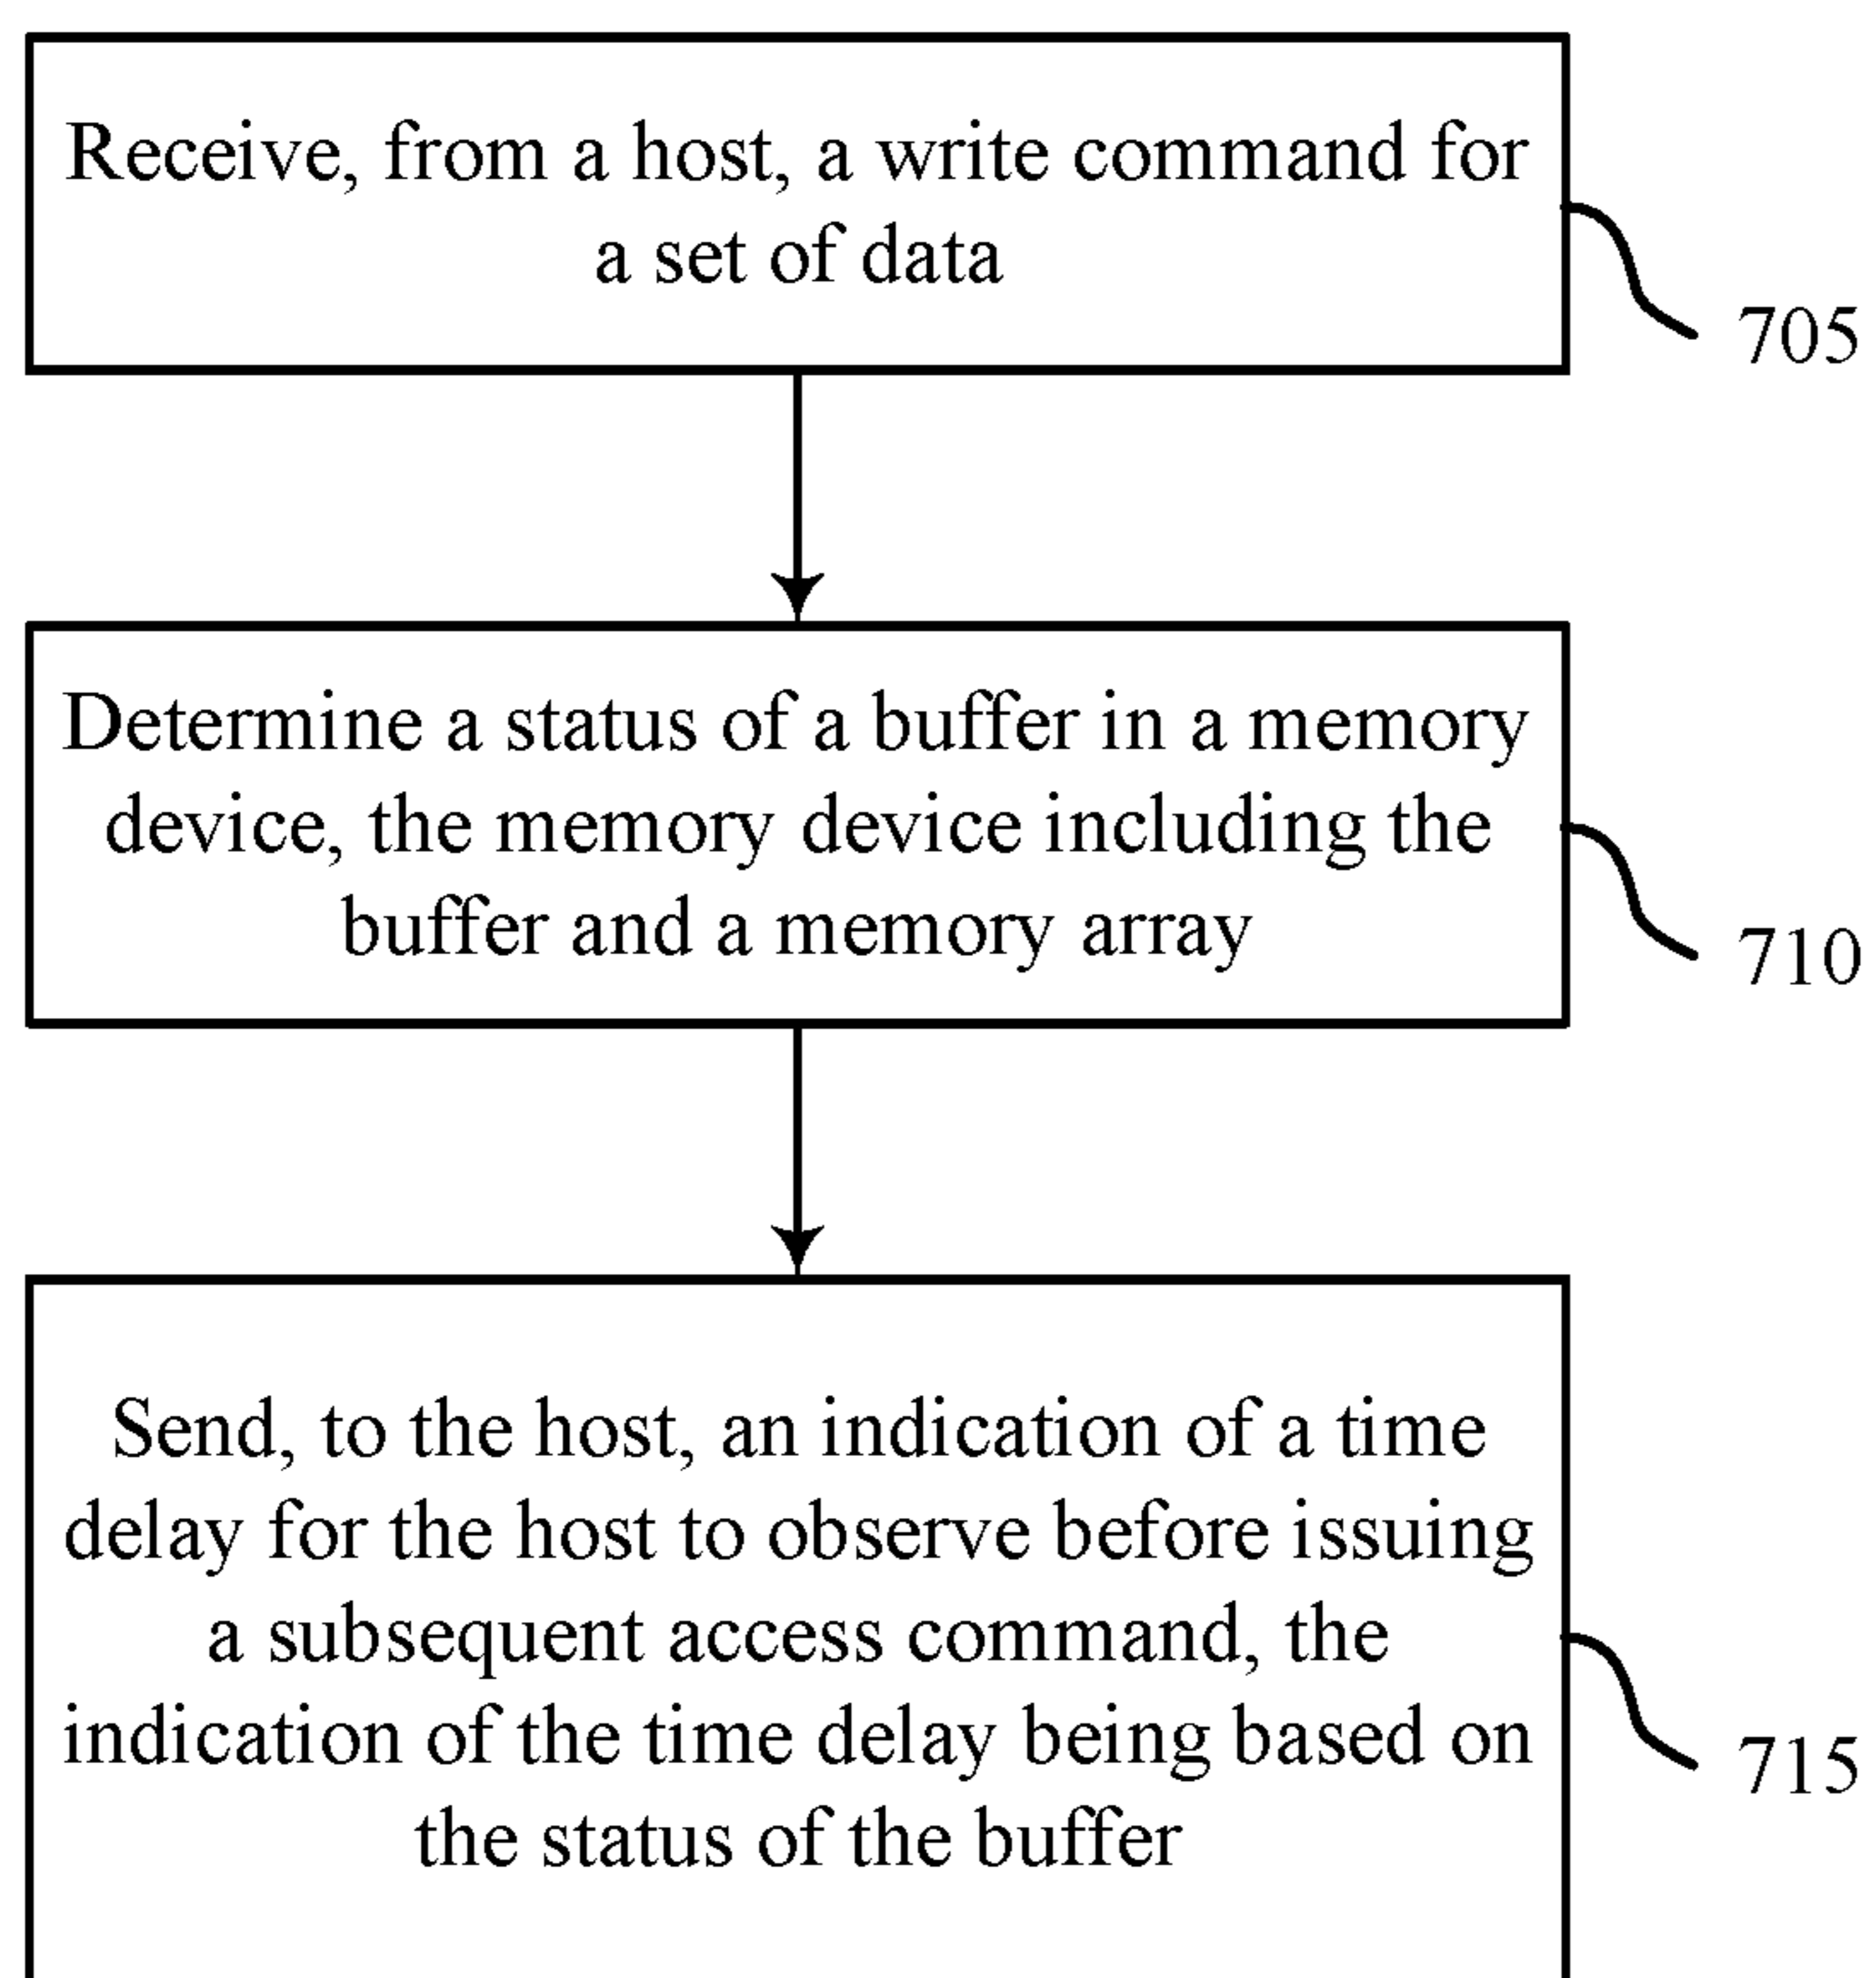 Receive, from a host, a write command for
a set of data
705
Determine a status of a buffer in a memory
device, the memory device including the
buffer and a memory array
710
Send, to the host, an indication of a time
delay for the host to observe before issuing
a subsequent access command, the
indication of the time delay being based on
the status of the buffer
715